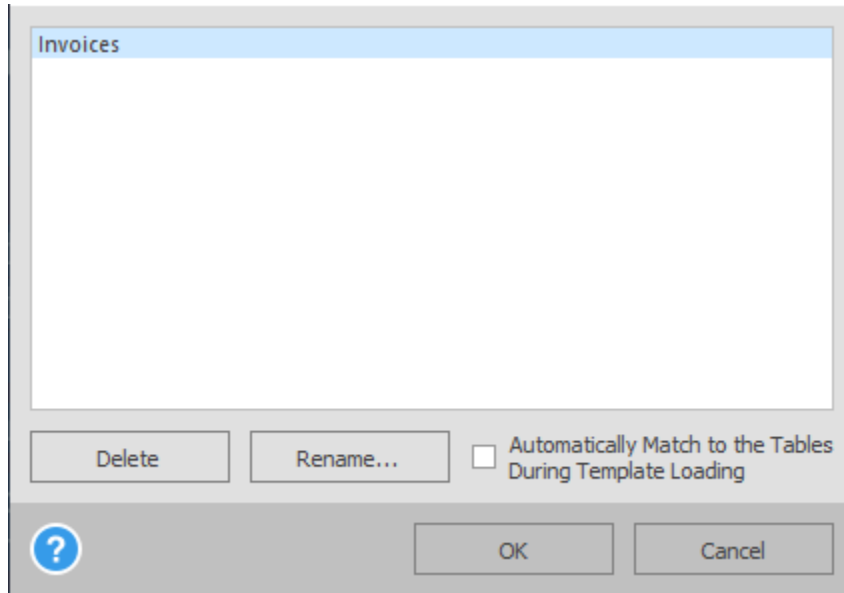 Invoices
Delete
Rename...
Automatically Match to the Tables
During Template Loading
?
OK
Cancel